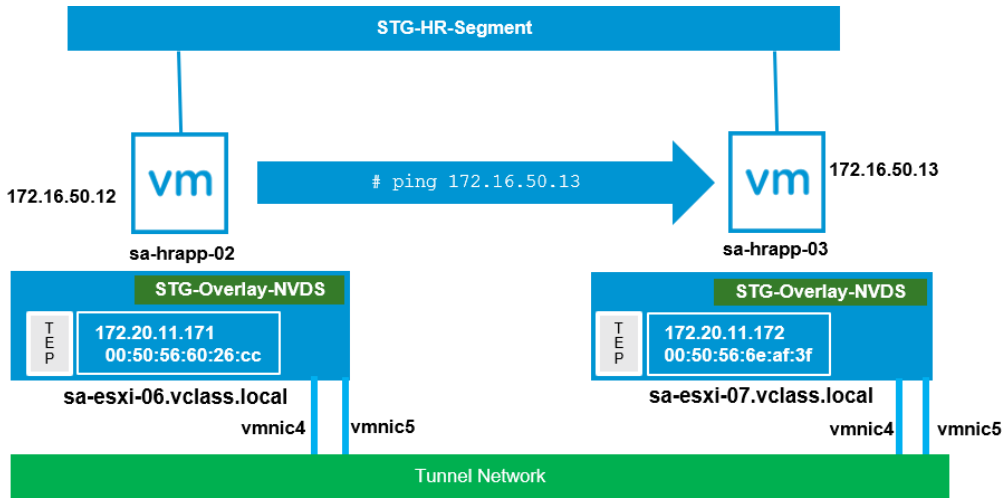 STG-HR-Segment
vm
# ping 172.16.50.13
vm
172.16.50.12
172.16.50.13
sa-hrapp-02
sa-hrapp-03
STG-Overlay-NVDS
TEP
172.20.11.171
00:50:56:60:26:cc
sa-esxi-06.vclass.local
vmnic4
vmnic5
STG-Overlay-NVDS
TEP
172.20.11.172
00:50:56:6e:af:3f
sa-esxi-07.vclass.local
vmnic4
vmnic5
Tunnel Network